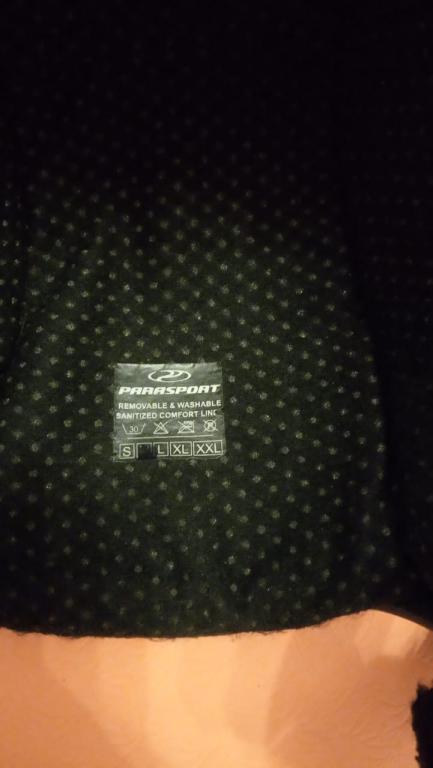 PARASPORT
REMOVABLE & WASHABLE
SANITIZED COMFORT LINE
30
S L XL XXL